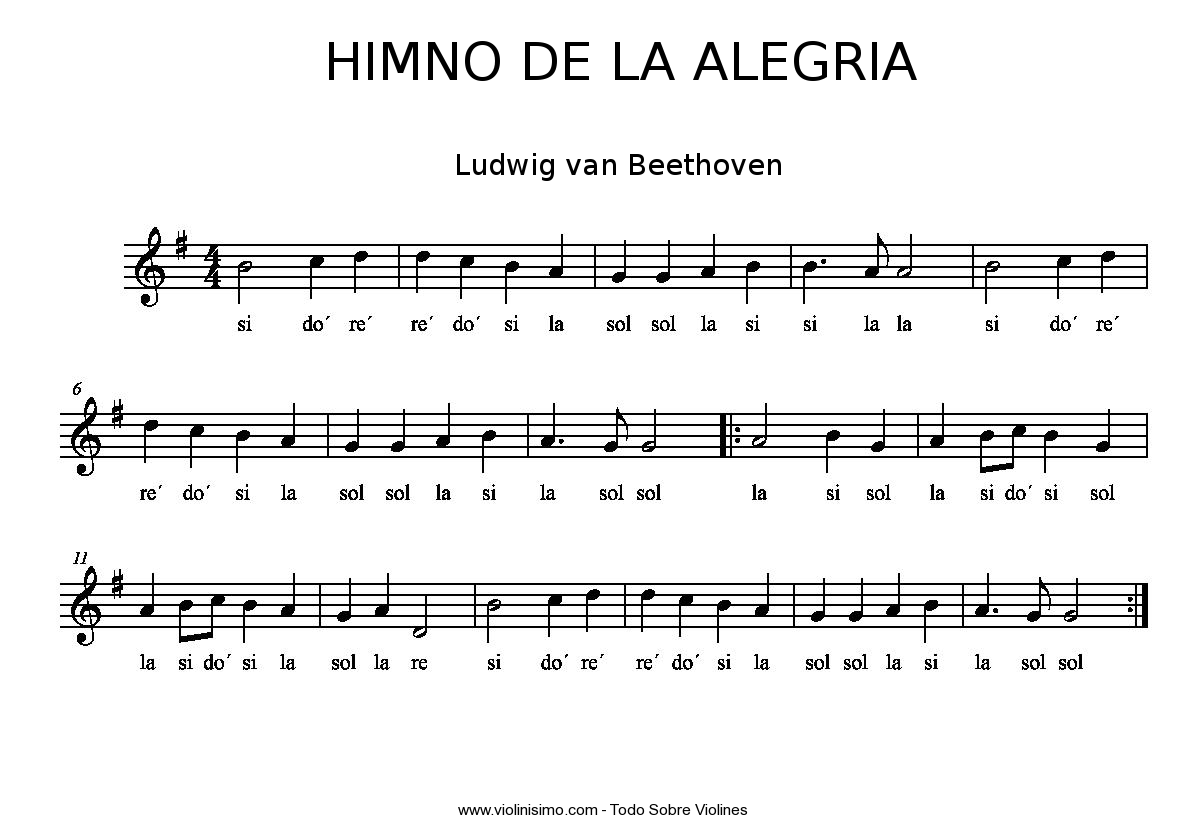 HIMNO DE LA ALEGRIA
Ludwig van Beethoven
4
4
si do´ re´ re´ do´ si la sol sol la si si la la si do´ re´
6
re´ do´ si la sol sol la si la sol sol la si sol la si do´ si sol
11
la si do´ si la sol la re si do´ re´ re´ do´ si la sol sol la si la sol sol
www.violinisimo.com - Todo Sobre Violines